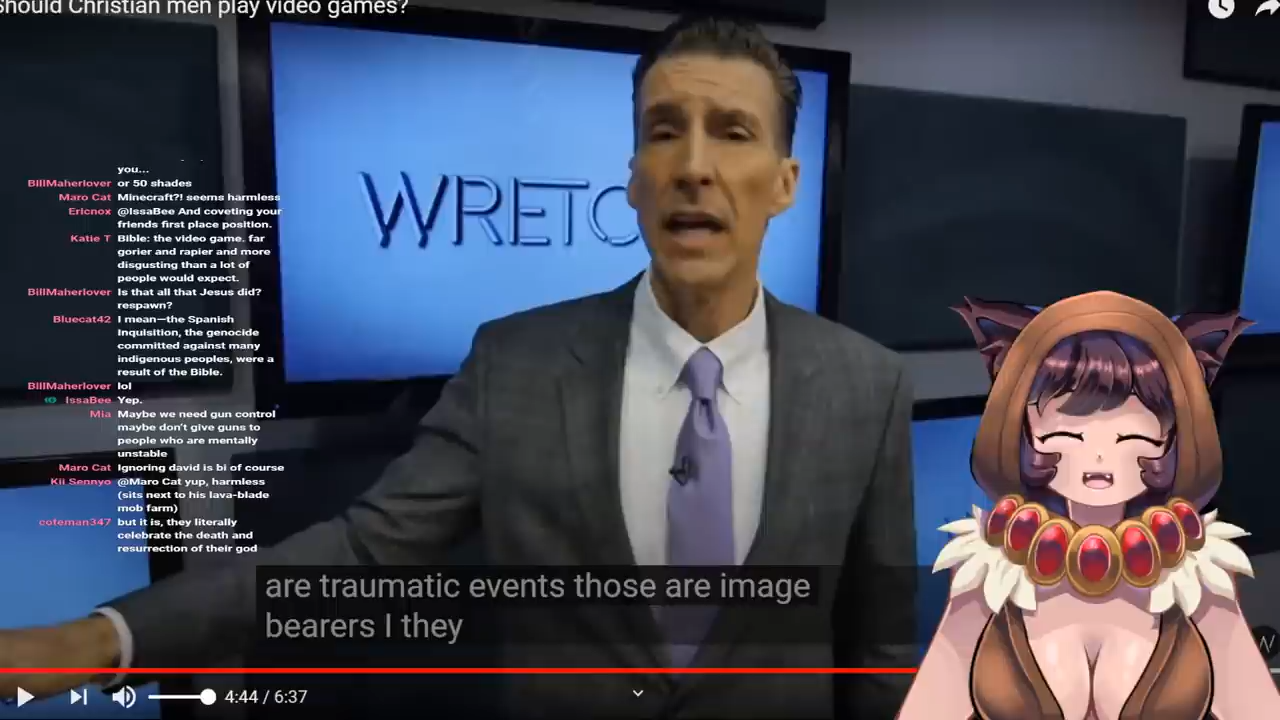 Should Christian men play video games?
WRETC
you...
BillMaherlover or 50 shades
Maro Cat Minecraft?! seems harmless
Ericnox @IssaBee And coveting your
friends first place position.
Katie T Bible: the video game. far
gorier and rapier and more
disgusting than a lot of
people would expect.
BillMaherlover Is that all that Jesus did?
respawn?
Bluecat42 I mean—the Spanish
Inquisition, the genocide
committed against many
indigenous peoples, were a
result of the Bible.
BillMaherlover lol
IssaBee Yep.
Mia Maybe we need gun control
maybe don't give guns to
people who are mentally
unstable
Maro Cat Ignoring david is bi of course
Kii Sennyo @Maro Cat yup, harmless
(sits next to his lava-blade
mob farm)
coteman347 but it is, they literally
celebrate the death and
resurrection of their god
are traumatic events those are image
bearers I they
4:44 / 6:37